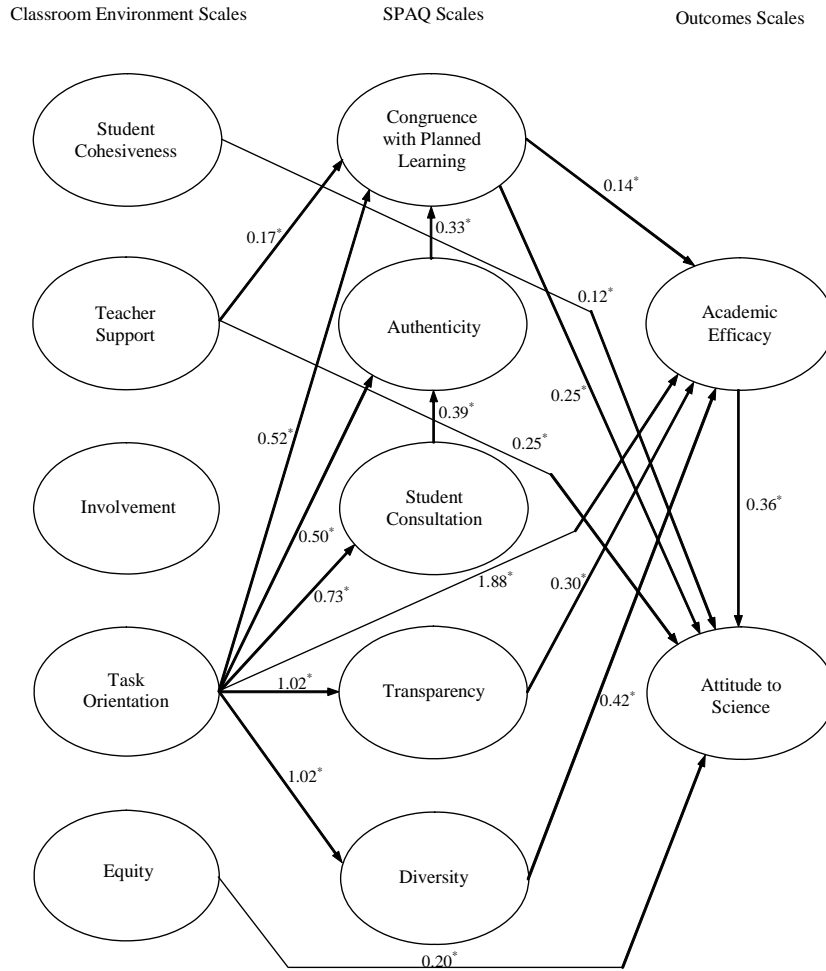 Classroom Environment Scales
SPAQ Scales
Outcomes Scales
Student
Cohesiveness
Congruence
with Planned
Learning
0.14*
0.17*
0.33*
Teacher
Support
Authenticity
0.12*
Academic
Efficacy
0.25*
0.39*
0.52*
0.25*
Involvement
Student
Consultation
0.36*
0.50*
0.73*
1.88*
0.30*
Task
Orientation
1.02*
Transparency
0.42*
Attitude to
Science
1.02*
Equity
Diversity
0.20*